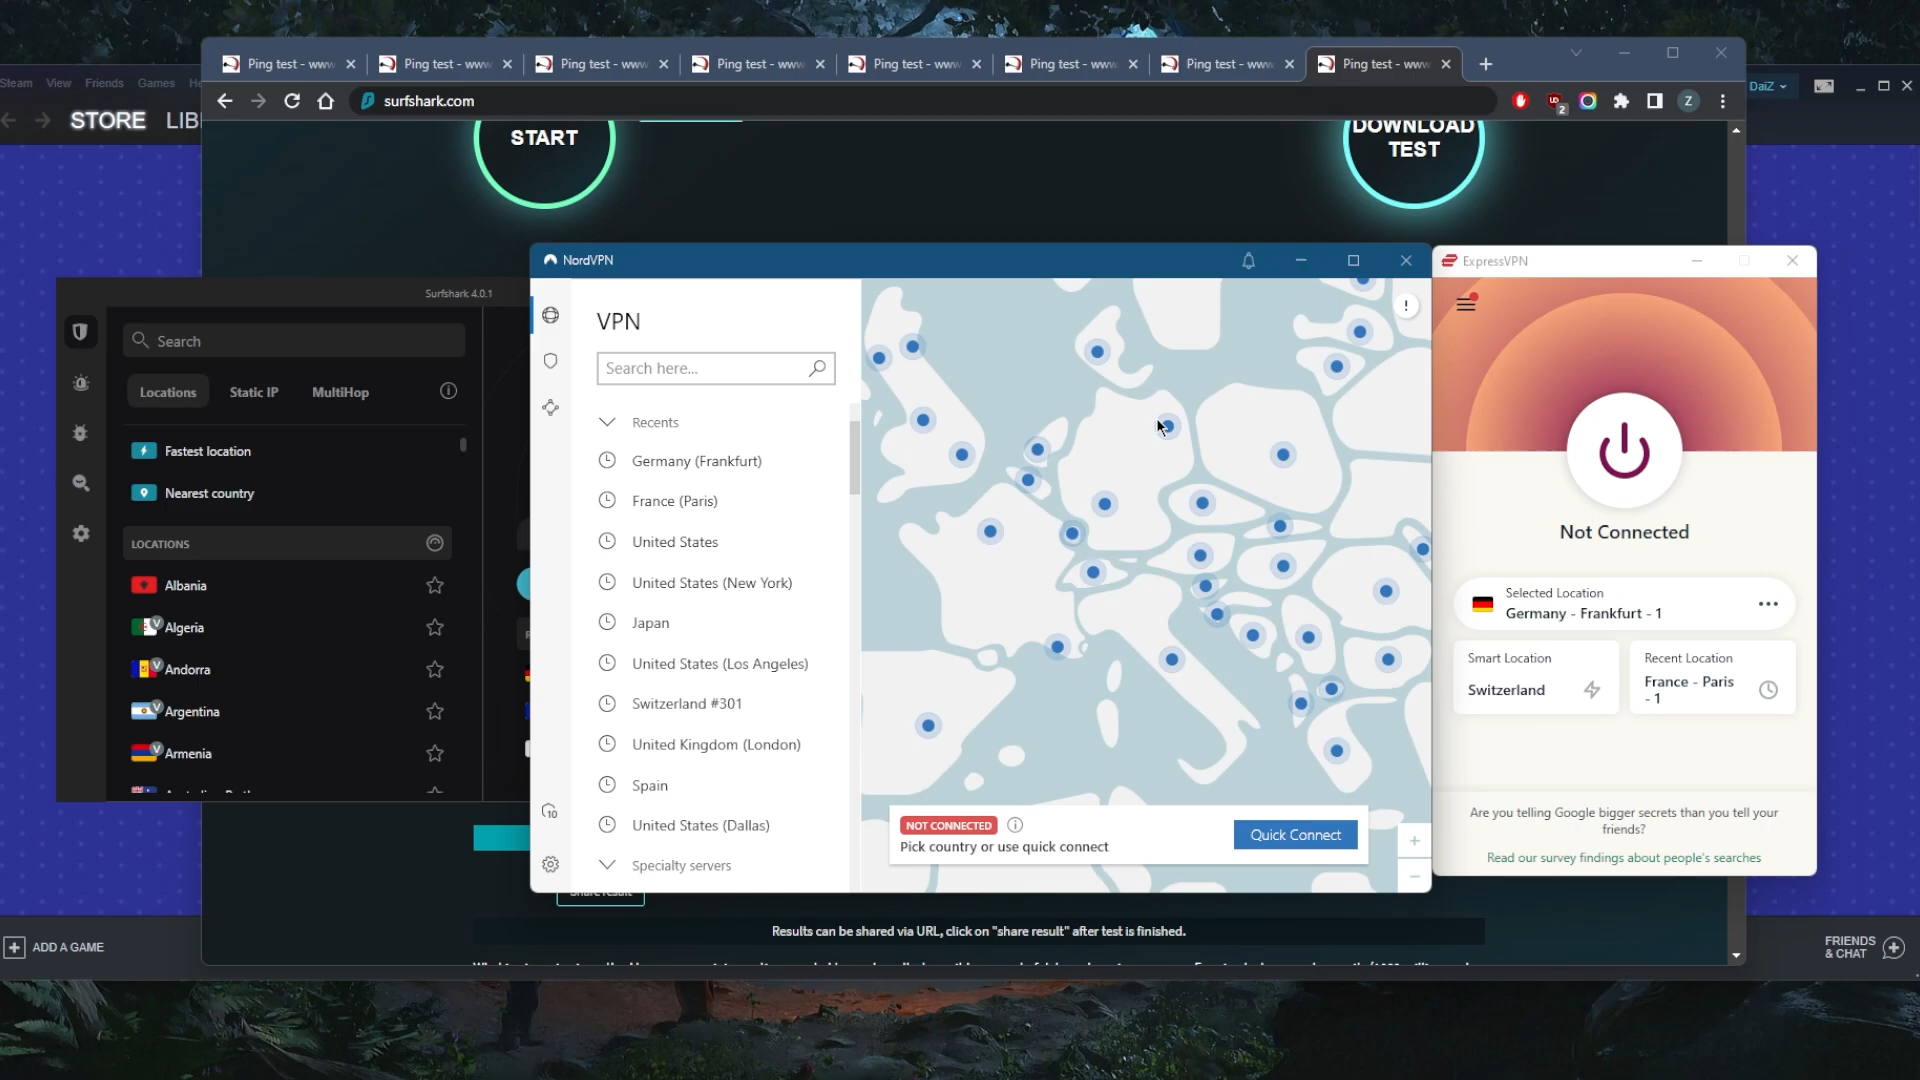 Ping test - www
Ping test - www
Ping test - www
Ping test - www
Ping test - www
Ping test - www
Ping test - www
Ping test - www
Steam View Friends Games
DaiZ
surfshark.com
2
Z
STORE
START
DOWNLOAD
TEST
Surfshark 4.0.1
Search
Locations Static IP MultiHop
Fastest location
Nearest country
LOCATIONS
Albania
Algeria
Andorra
Argentina
Armenia
NordVPN
VPN
Search here...
Recents
Germany (Frankfurt)
France (Paris)
United States
United States (New York)
Japan
United States (Los Angeles)
Switzerland #301
United Kingdom (London)
Spain
United States (Dallas)
Specialty servers
10
NOT CONNECTED
Pick country or use quick connect
Quick Connect
ExpressVPN
Not Connected
Selected Location
Germany - Frankfurt - 1
Smart Location
Switzerland
Recent Location
France - Paris
- 1
Are you telling Google bigger secrets than you tell your
friends?
Read our survey findings about people's searches
Results can be shared via URL, click on "share result" after test is finished.
ADD A GAME
FRIENDS
& CHAT